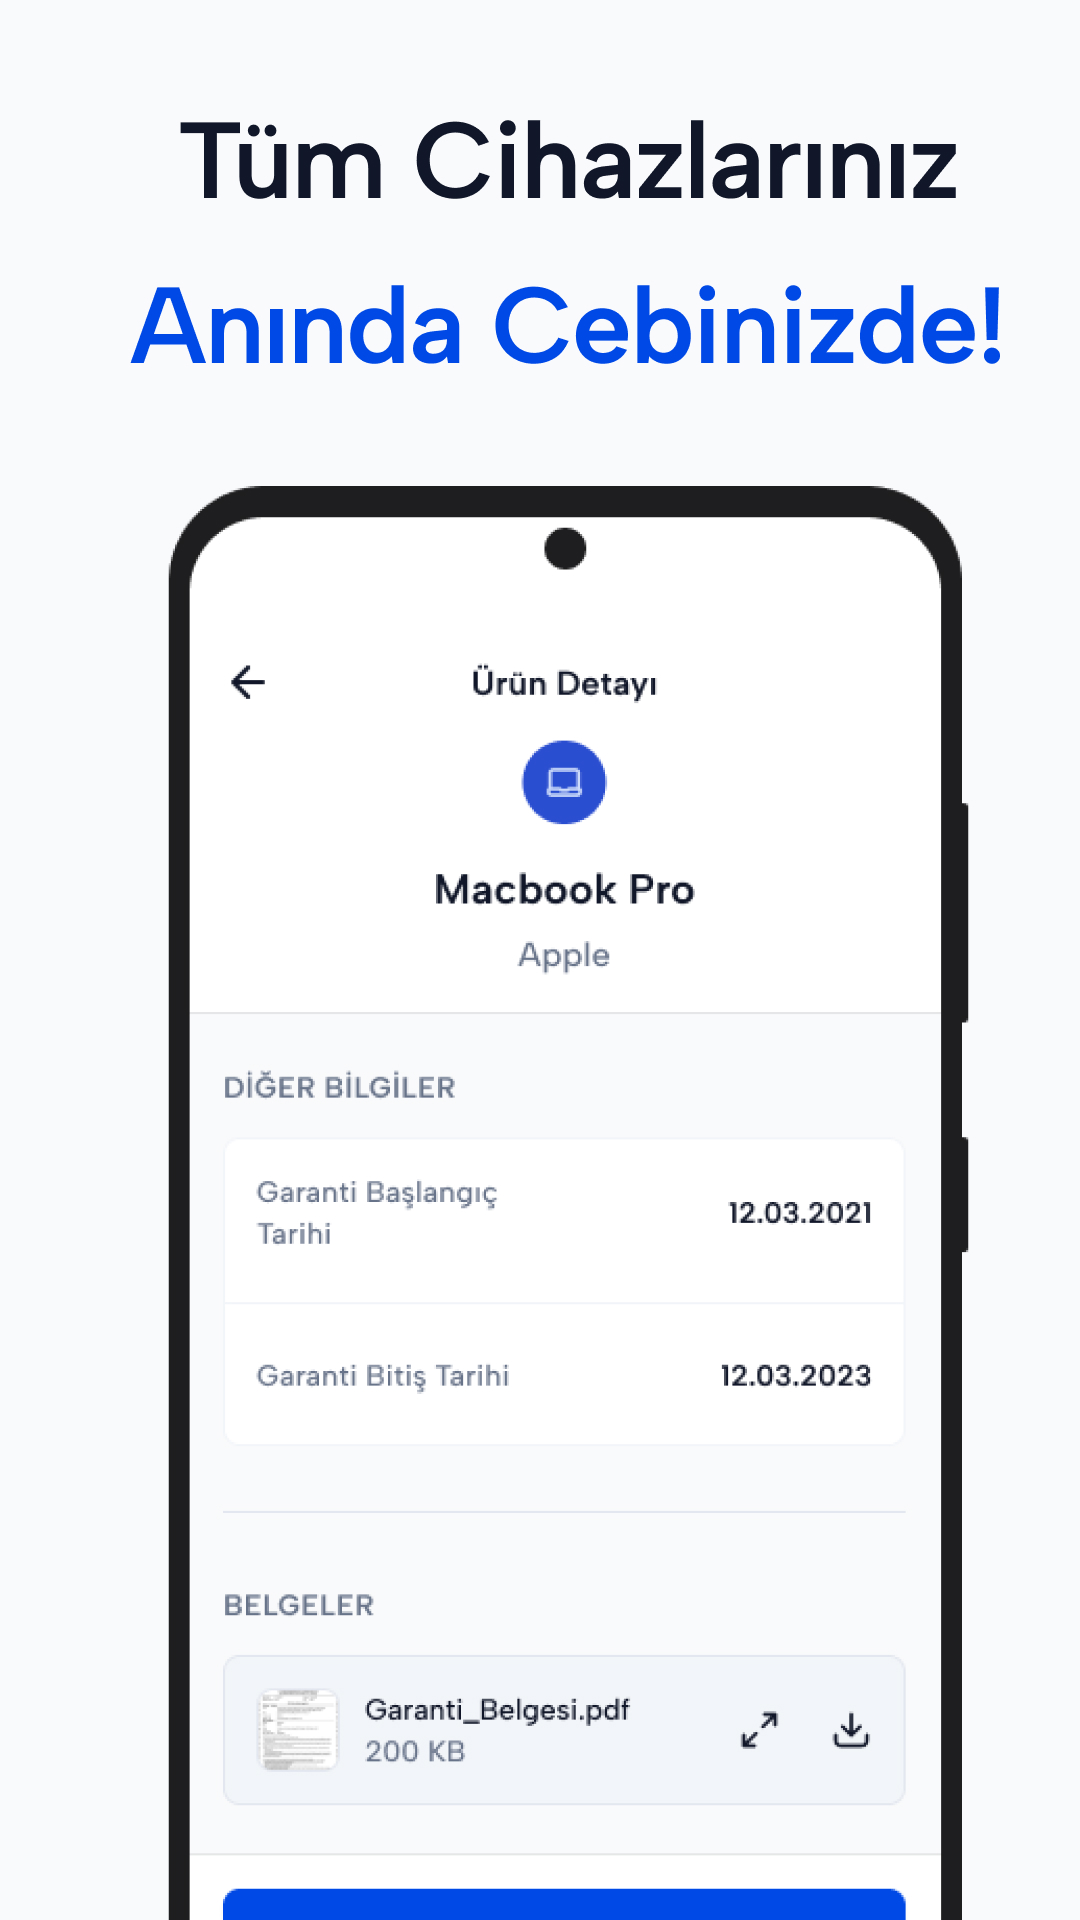 Tüm Cihazlarınız
Anında Cebinizde!
Ürün Detayı
Macbook Pro
Apple
DİĞER BİLGİLER
Garanti Başlangıç
Tarihi
12.03.2021
Garanti Bitiş Tarihi
12.03.2023
BELGELER
Garanti_Belgesi.pdf
200 KB